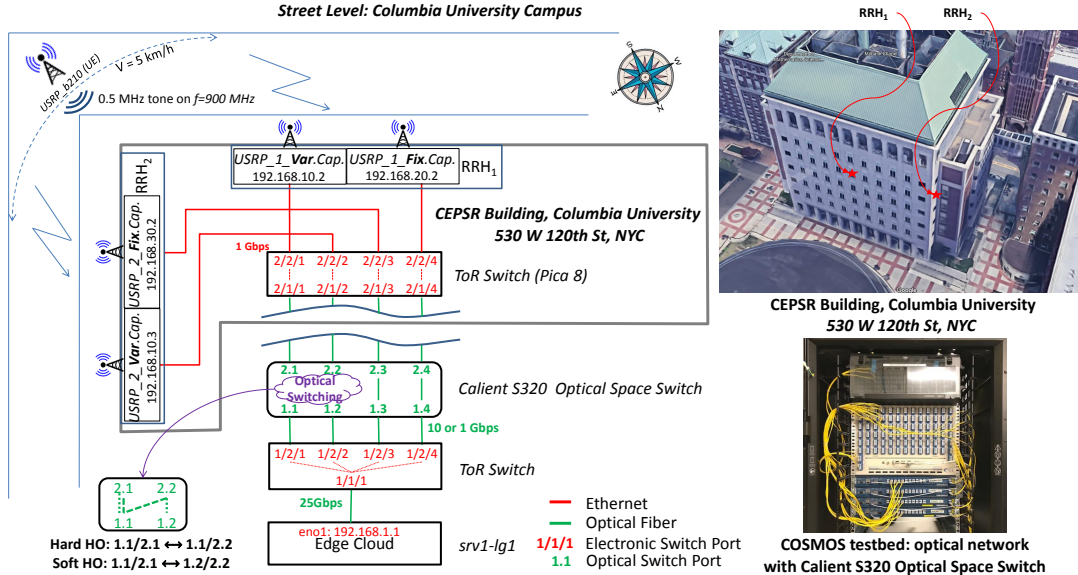 Street Level: Columbia University Campus
USRP_b210 (UE)
V = 5 km/h
0.5 MHz tone on f=900 MHz
S
W
E
N
RRH1
RRH2
USRP_1_Var.Cap.
192.168.10.2
USRP_1_Fix.Cap.
192.168.20.2
RRH1
RRH2
USRP_2_Fix.Cap.
192.168.30.2
USRP_2_Var.Cap.
192.168.10.3
CEPSR Building, Columbia University
530 W 120th St, NYC
1 Gbps
2/2/1 2/2/2 2/2/3 2/2/4
2/1/1 2/1/2 2/1/3 2/1/4
ToR Switch (Pica 8)
2.1 2.2 2.3 2.4
Optical
Switching
1.1 1.2 1.3 1.4
Calient S320 Optical Space Switch
10 or 1 Gbps
1/2/1 1/2/2 1/2/3 1/2/4
1/1/1
ToR Switch
25Gbps
eno1: 192.168.1.1
Edge Cloud
srv1-lg1
2.1 2.2
1.1 1.2
Hard HO: 1.1/2.1 ↔ 1.1/2.2
Soft HO: 1.1/2.1 ↔ 1.2/2.2
Ethernet
Optical Fiber
1/1/1 Electronic Switch Port
1.1 Optical Switch Port
Google
CEPSR Building, Columbia University
530 W 120th St, NYC
COSMOS testbed: optical network
with Calient S320 Optical Space Switch